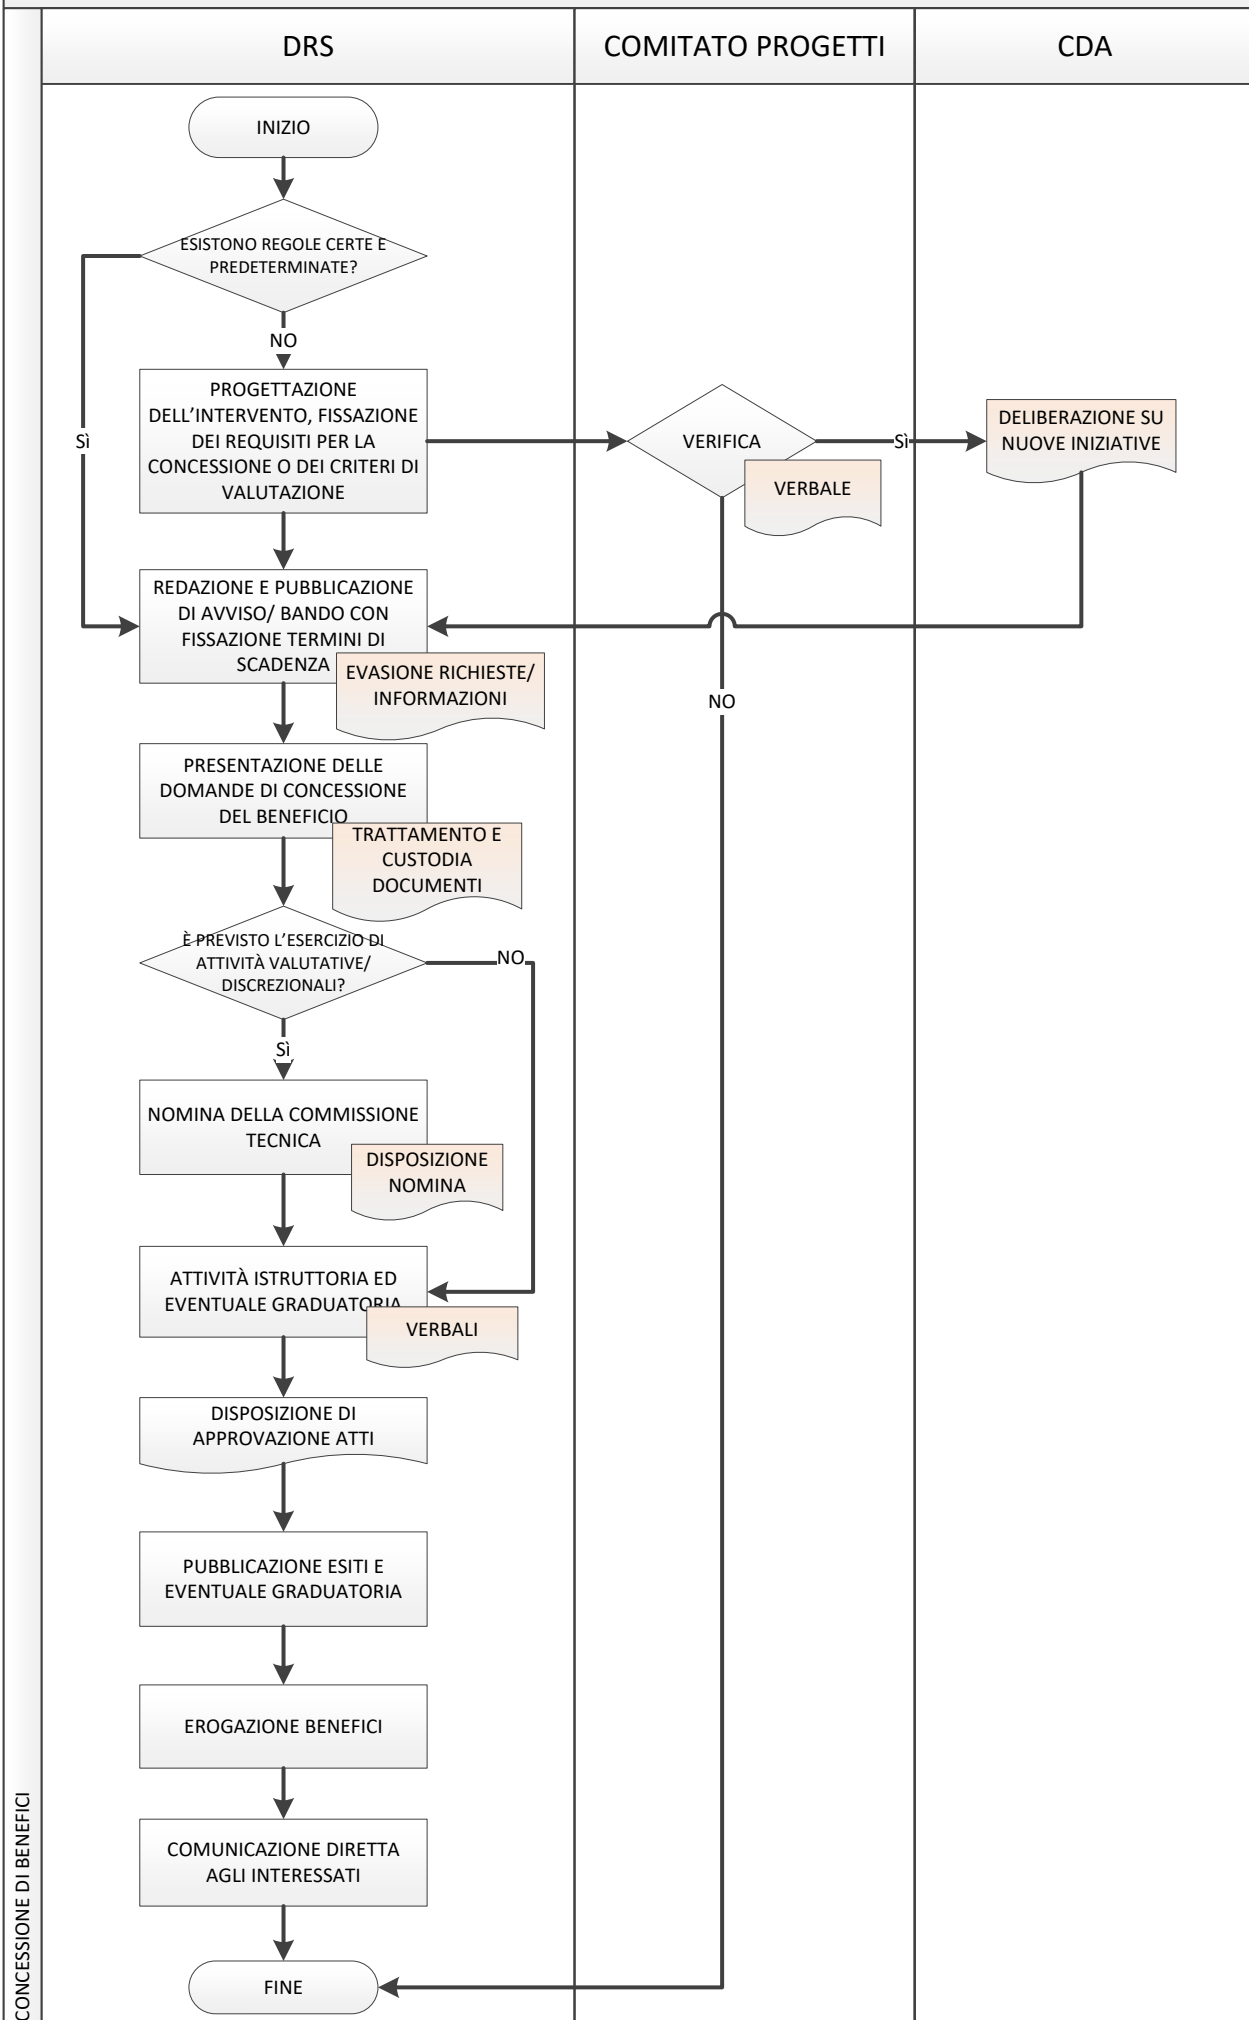 DRS
COMITATO PROGETTI
CDA
INIZIO
ESISTONO REGOLE CERTE E
PREDETERMINATE?
NO
Sì
PROGETTAZIONE
DELL'INTERVENTO, FISSAZIONE
DEI REQUISITI PER LA
CONCESSIONE O DEI CRITERI DI
VALUTAZIONE
VERIFICA
VERBALE
Sì
DELIBERAZIONE SU
NUOVE INIZIATIVE
REDAZIONE E PUBBLICAZIONE
DI AVVISO/ BANDO CON
FISSAZIONE TERMINI DI
SCADENZA
EVASIONE RICHIESTE/
INFORMAZIONI
NO
PRESENTAZIONE DELLE
DOMANDE DI CONCESSIONE
DEL BENEFICIO
TRATTAMENTO E
CUSTODIA
DOCUMENTI
È PREVISTO L'ESERCIZIO DI
ATTIVITÀ VALUTATIVE/
DISCREZIONALI?
NO
Sì
NOMINA DELLA COMMISSIONE
TECNICA
DISPOSIZIONE
NOMINA
ATTIVITÀ ISTRUTTORIA ED
EVENTUALE GRADUATORIA
VERBALI
DISPOSIZIONE DI
APPROVAZIONE ATTI
PUBBLICAZIONE ESITI E
EVENTUALE GRADUATORIA
EROGAZIONE BENEFICI
COMUNICAZIONE DIRETTA
AGLI INTERESSATI
FINE
CONCESSIONE DI BENEFICI